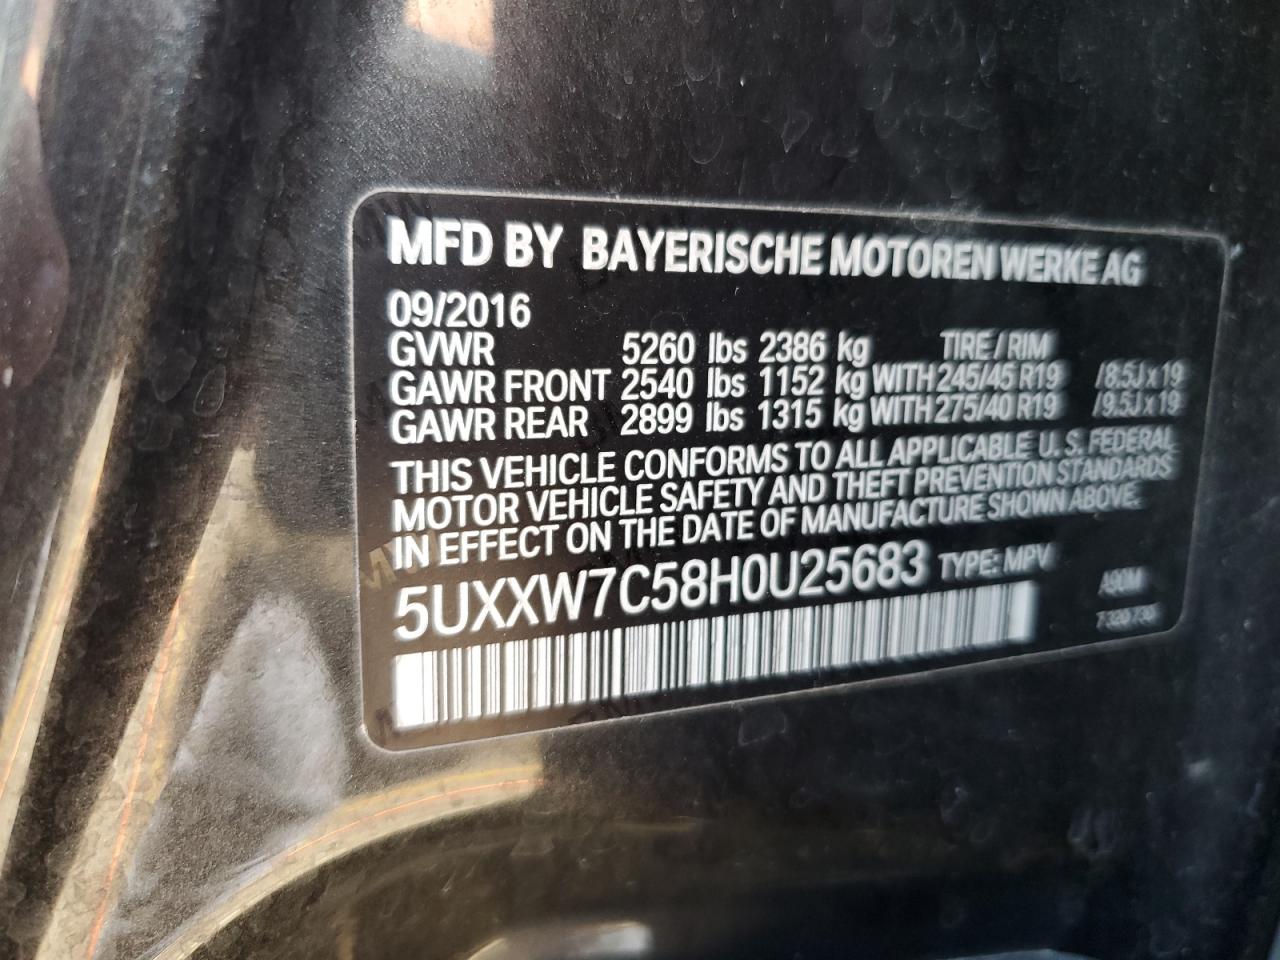 MFD BY BAYERISCHE MOTOREN WERKE AG
09/2016
GVWR 5260 lbs 2386 kg TIRE / RIM
GAWR FRONT 2540 lbs 1152 kg WITH 245/45 R19 /8.5J x 19
GAWR REAR 2899 lbs 1315 kg WITH 275/40 R19 /9.5J x 19
THIS VEHICLE CONFORMS TO ALL APPLICABLE U.S. FEDERAL
MOTOR VEHICLE SAFETY AND THEFT PREVENTION STANDARDS
IN EFFECT ON THE DATE OF MANUFACTURE SHOWN ABOVE.
5UXXW7C58H0U25683 TYPE: MPV
A90M